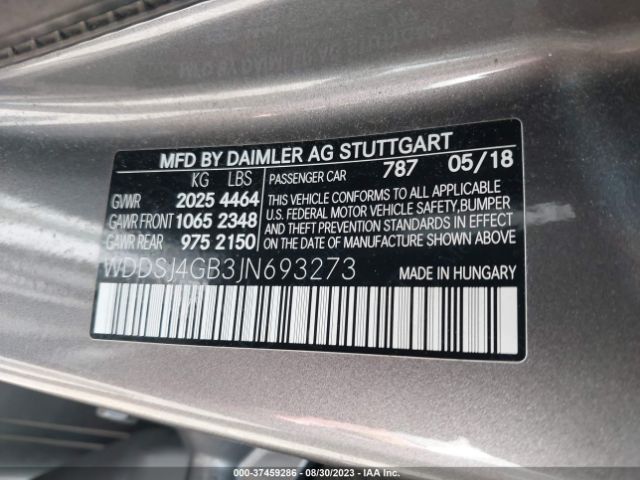 MFD BY DAIMLER AG STUTTGART
KG LBS PASSENGER CAR 787 05/18
GVWR 2025 4464
GAWR FRONT 1065 2348
GAWR REAR 975 2150
THIS VEHICLE CONFORMS TO ALL APPLICABLE
U.S. FEDERAL MOTOR VEHICLE SAFETY,BUMPER
AND THEFT PREVENTION STANDARDS IN EFFECT
ON THE DATE OF MANUFACTURE SHOWN ABOVE.
WDDSJ4GB3JN693273 MADE IN HUNGARY
000-37459286 - 08/30/2023 - IAA Inc.